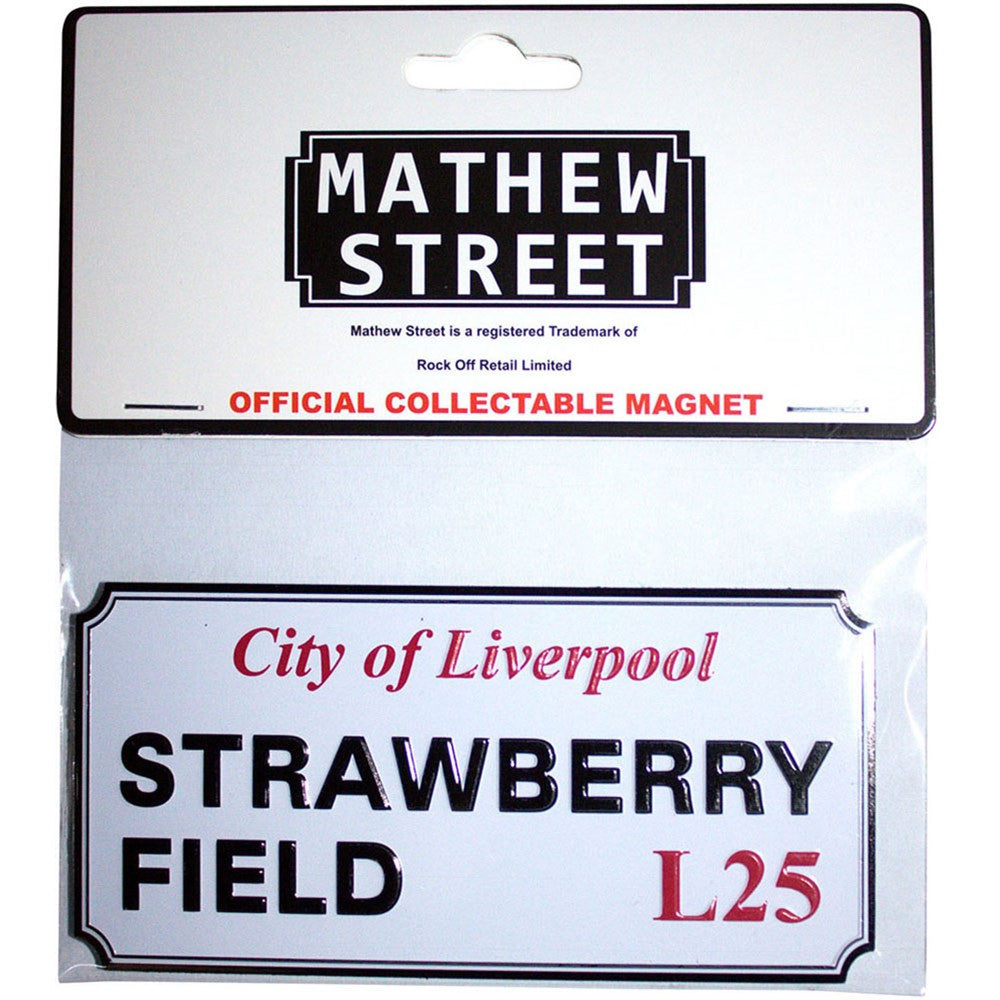 MATHEW
STREET
Mathew Street is a registered Trademark of
Rock Off Retail Limited
OFFICIAL COLLECTABLE MAGNET
City of Liverpool
STRAWBERRY
FIELD L25